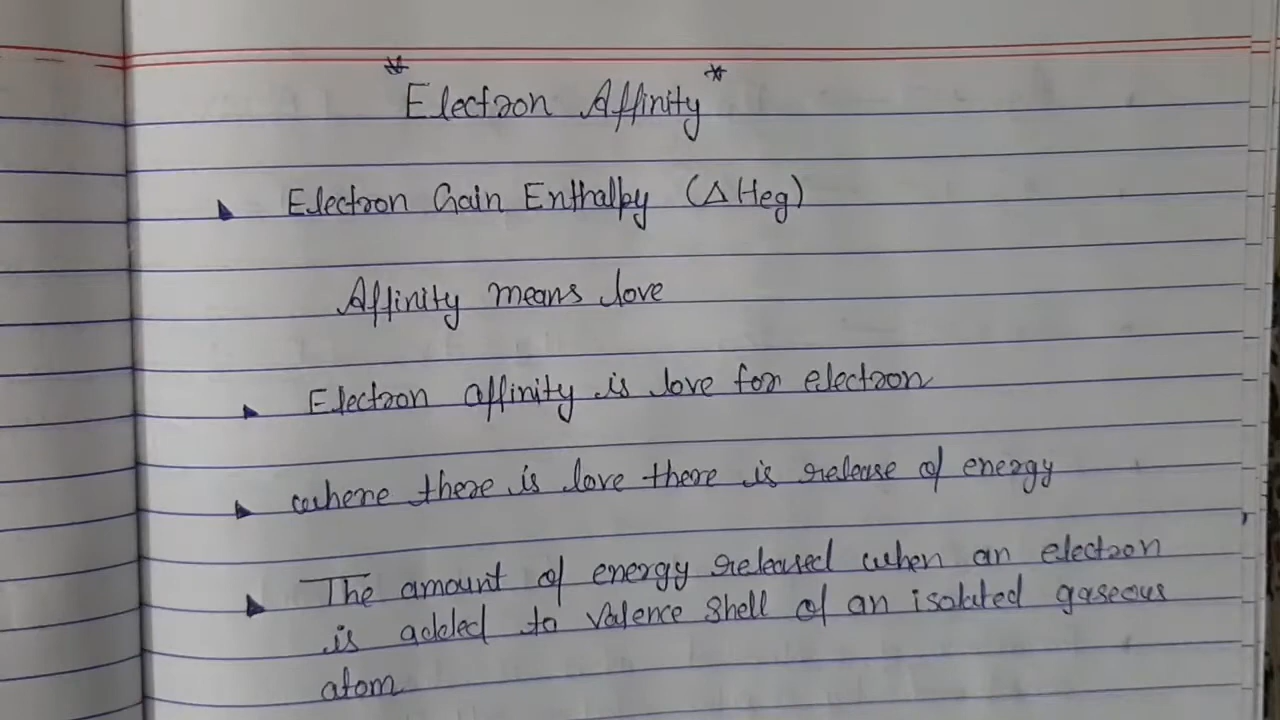 * Electron Affinity *
Electron Gain Enthalpy (ΔHeg)
Affinity means love
Electron affinity is love for electron
where there is love there is release of energy
The amount of energy released when an electron
is added to valence shell of an isolated gaseous
atom